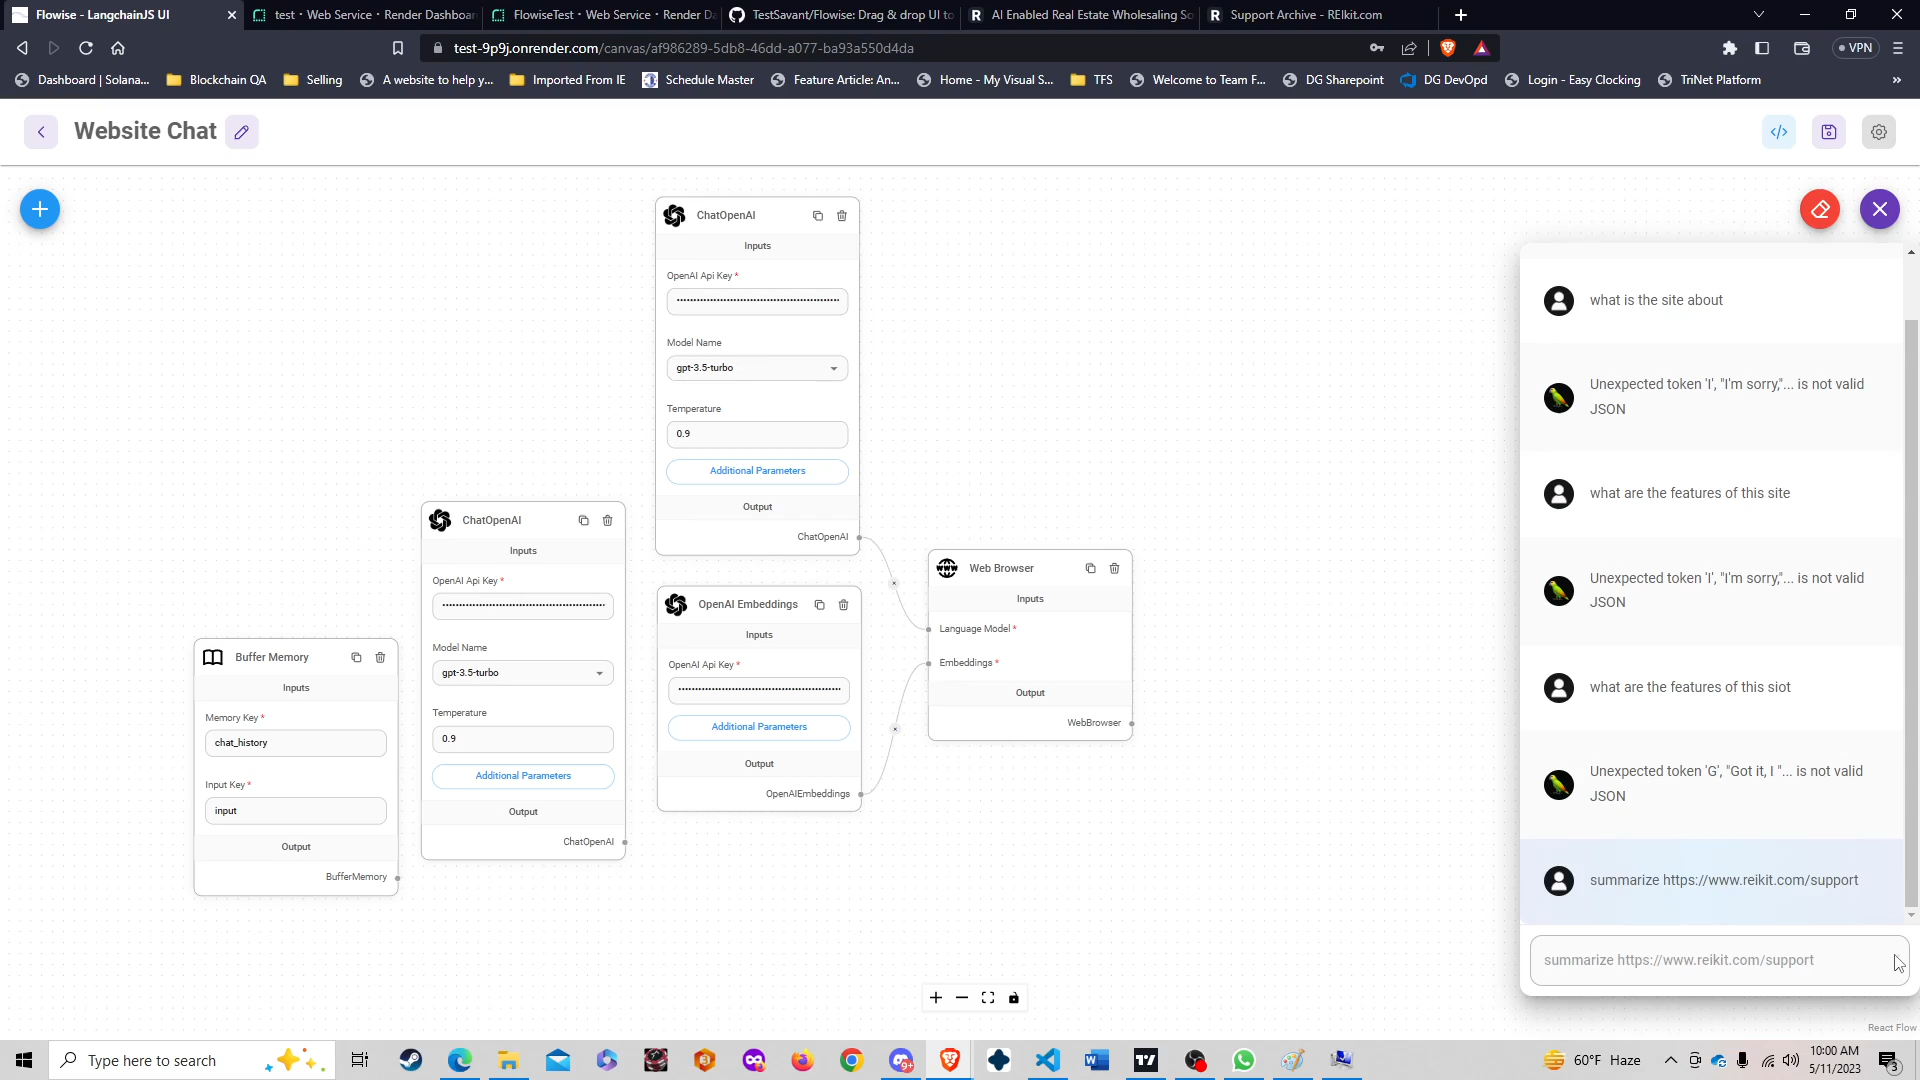 Flowise - LangchainJS UI
test · Web Service · Render Dashboar
FlowiseTest · Web Service · Render D
TestSavant/Flowise: Drag & drop UI to
AI Enabled Real Estate Wholesaling So
Support Archive - REIkit.com
test-9p9j.onrender.com/canvas/af986289-5db8-46dd-a077-ba93a550d4da
VPN
Dashboard | Solana...
Blockchain QA
Selling
A website to help y...
Imported From IE
Schedule Master
Feature Article: An...
Home - My Visual S...
TFS
Welcome to Team F...
DG Sharepoint
DG DevOpd
Login - Easy Clocking
TriNet Platform
»
Website Chat
ChatOpenAI
Inputs
OpenAI Api Key *
Model Name
gpt-3.5-turbo
Temperature
0.9
Additional Parameters
Output
ChatOpenAI
ChatOpenAI
Inputs
OpenAI Api Key *
Model Name
gpt-3.5-turbo
Temperature
0.9
Additional Parameters
Output
ChatOpenAI
OpenAI Embeddings
Inputs
OpenAI Api Key *
Additional Parameters
Output
OpenAIEmbeddings
Buffer Memory
Inputs
Memory Key *
chat_history
Input Key *
input
Output
BufferMemory
WWW
Web Browser
Inputs
Language Model *
Embeddings *
Output
WebBrowser
what is the site about
Unexpected token 'I', "I'm sorry,"... is not valid
JSON
what are the features of this site
Unexpected token 'I', "I'm sorry,"... is not valid
JSON
what are the features of this siot
Unexpected token 'G', "Got it, I "... is not valid
JSON
summarize https://www.reikit.com/support
summarize https://www.reikit.com/support
React Flow
Type here to search
9+
60°F Haze
10:00 AM
5/11/2023
3